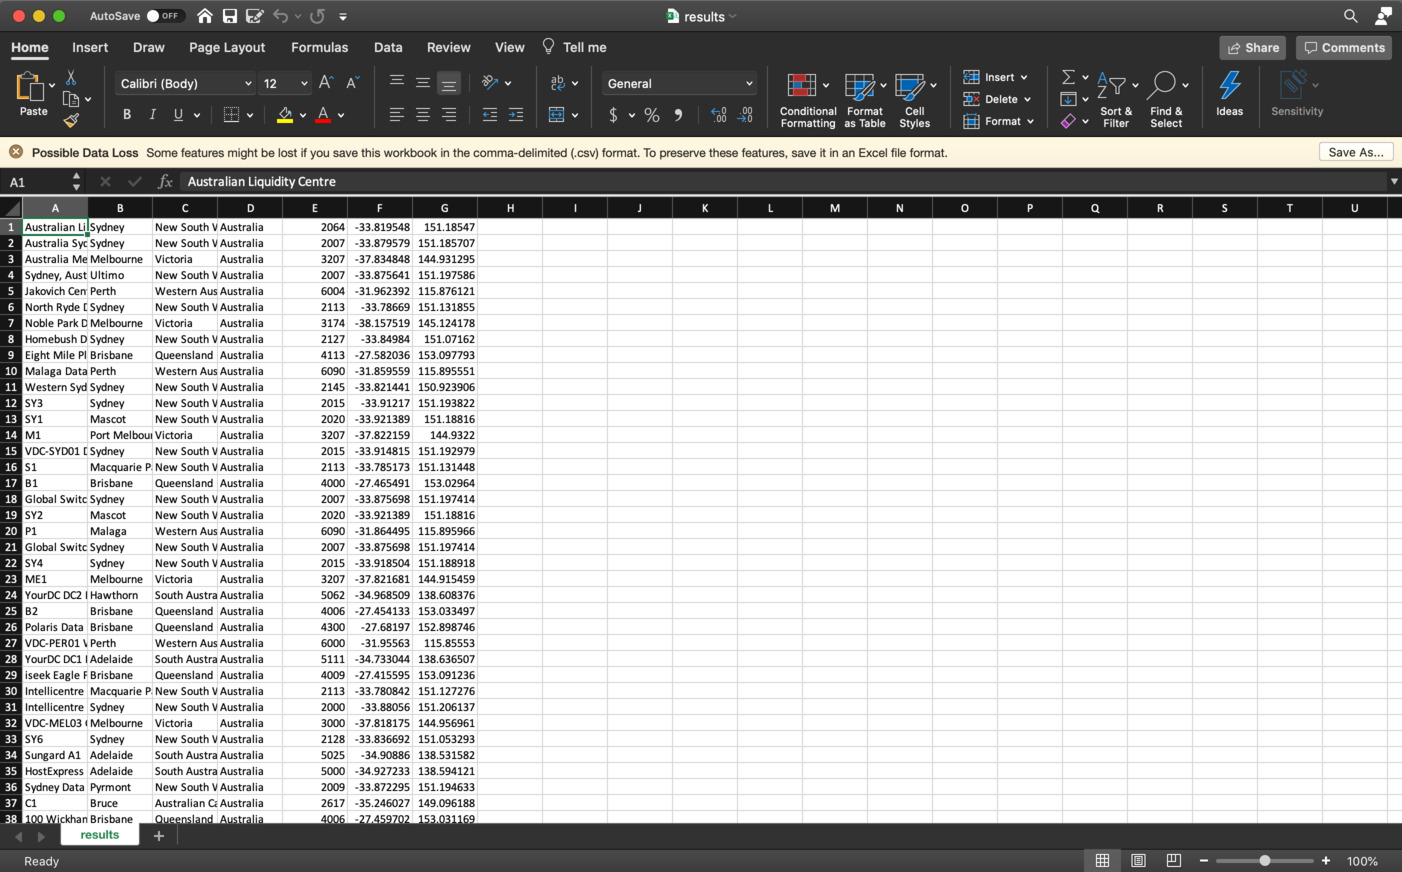 AutoSave OFF results
Home Insert Draw Page Layout Formulas Data Review View Tell me Share Comments
Paste Calibri (Body) 12 General Conditional Formatting Format as Table Cell Styles Insert Delete Format Sort & Filter Find & Select Ideas Sensitivity
Possible Data Loss Some features might be lost if you save this workbook in the comma-delimited (.csv) format. To preserve these features, save it in an Excel file format. Save As...
A1 fx Australian Liquidity Centre
A B C D E F G H I J K L M N O P Q R S T U
1 Australian Li Sydney New South V Australia 2064 -33.819548 151.18547
2 Australia Syc Sydney New South V Australia 2007 -33.879579 151.185707
3 Australia Me Melbourne Victoria Australia 3207 -37.834848 144.931295
4 Sydney, Aust Ultimo New South V Australia 2007 -33.875641 151.197586
5 Jakovich Cen Perth Western Aus Australia 6004 -31.962392 115.876121
6 North Ryde D Sydney New South V Australia 2113 -33.78669 151.131855
7 Noble Park D Melbourne Victoria Australia 3174 -38.157519 145.124178
8 Homebush D Sydney New South V Australia 2127 -33.84984 151.07162
9 Eight Mile Pl Brisbane Queensland Australia 4113 -27.582036 153.097793
10 Malaga Data Perth Western Aus Australia 6090 -31.859559 115.895551
11 Western Syd Sydney New South V Australia 2145 -33.821441 150.923906
12 SY3 Sydney New South V Australia 2015 -33.91217 151.193822
13 SY1 Mascot New South V Australia 2020 -33.921389 151.18816
14 M1 Port Melbour Victoria Australia 3207 -37.822159 144.9322
15 VDC-SYD01 D Sydney New South V Australia 2015 -33.914815 151.192979
16 S1 Macquarie P New South V Australia 2113 -33.785173 151.131448
17 B1 Brisbane Queensland Australia 4000 -27.465491 153.02964
18 Global Switc Sydney New South V Australia 2007 -33.875698 151.197414
19 SY2 Mascot New South V Australia 2020 -33.921389 151.18816
20 P1 Malaga Western Aus Australia 6090 -31.864495 115.895966
21 Global Switc Sydney New South V Australia 2007 -33.875698 151.197414
22 SY4 Sydney New South V Australia 2015 -33.918504 151.188918
23 ME1 Melbourne Victoria Australia 3207 -37.821681 144.915459
24 YourDC DC2 Hawthorn South Austra Australia 5062 -34.968509 138.608376
25 B2 Brisbane Queensland Australia 4006 -27.454133 153.033497
26 Polaris Data Brisbane Queensland Australia 4300 -27.68197 152.898746
27 VDC-PER01 V Perth Western Aus Australia 6000 -31.95563 115.85553
28 YourDC DC1 Adelaide South Austra Australia 5111 -34.733044 138.636507
29 iseek Eagle F Brisbane Queensland Australia 4009 -27.415595 153.091236
30 Intellicentre Macquarie P New South V Australia 2113 -33.780842 151.127276
31 Intellicentre Sydney New South V Australia 2000 -33.88056 151.206137
32 VDC-MEL03 Melbourne Victoria Australia 3000 -37.818175 144.956961
33 SY6 Sydney New South V Australia 2128 -33.836692 151.053293
34 Sungard A1 Adelaide South Austra Australia 5025 -34.90886 138.531582
35 HostExpress Adelaide South Austra Australia 5000 -34.927233 138.594121
36 Sydney Data Pyrmont New South V Australia 2009 -33.872295 151.194633
37 C1 Bruce Australian Ca Australia 2617 -35.246027 149.096188
38 100 Wickhan Brisbane Queensland Australia 4006 -27.459702 153.031169
results
Ready 100%